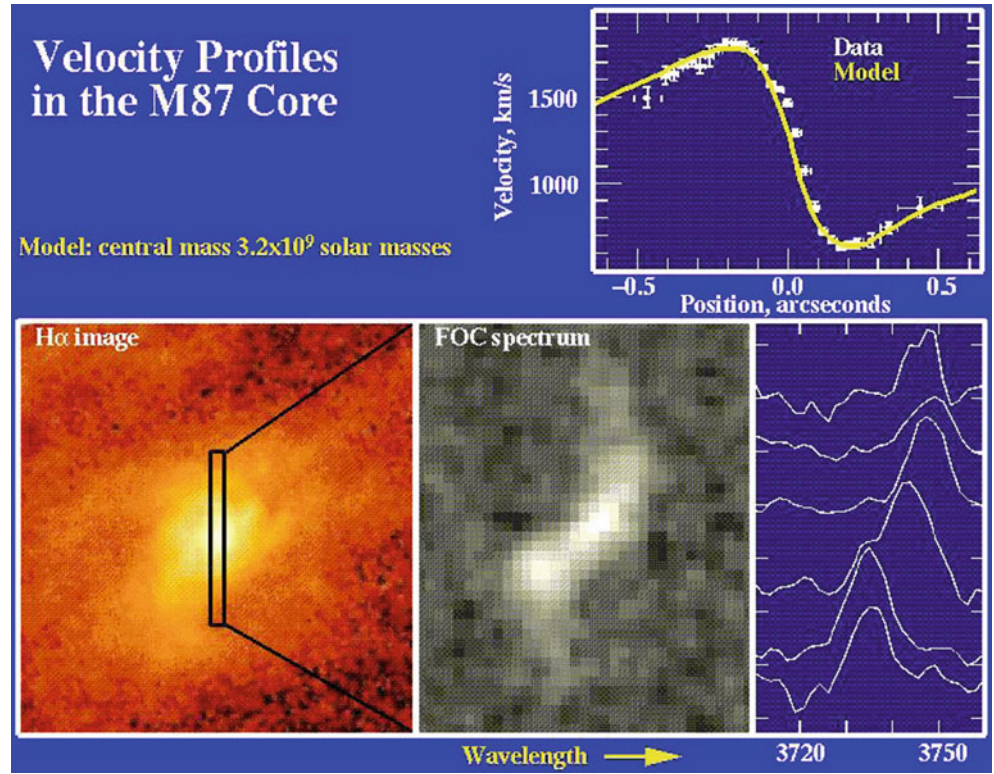 Velocity Profiles
in the M87 Core
Model: central mass 3.2x10⁹ solar masses
Data
Model
Velocity, km/s
1500
1000
−0.5
0.0
0.5
Position, arcseconds
Hα image
FOC spectrum
Wavelength
3720
3750